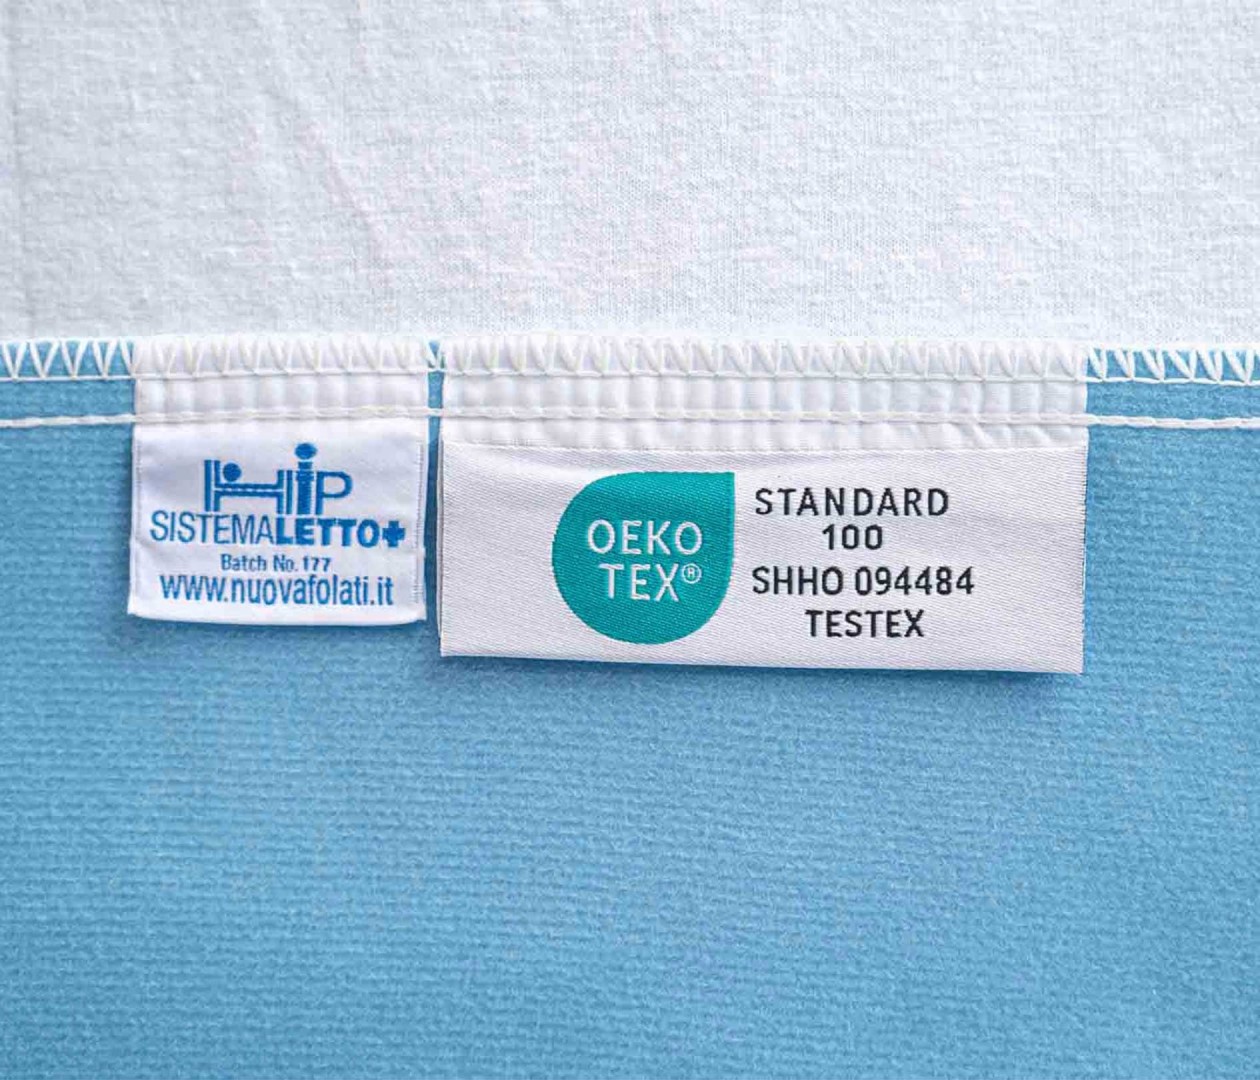 HiP
SISTEMALETTO+
Batch No. 177
www.nuovafolati.it
OEKO
TEX®
STANDARD
100
SHHO 094484
TESTEX